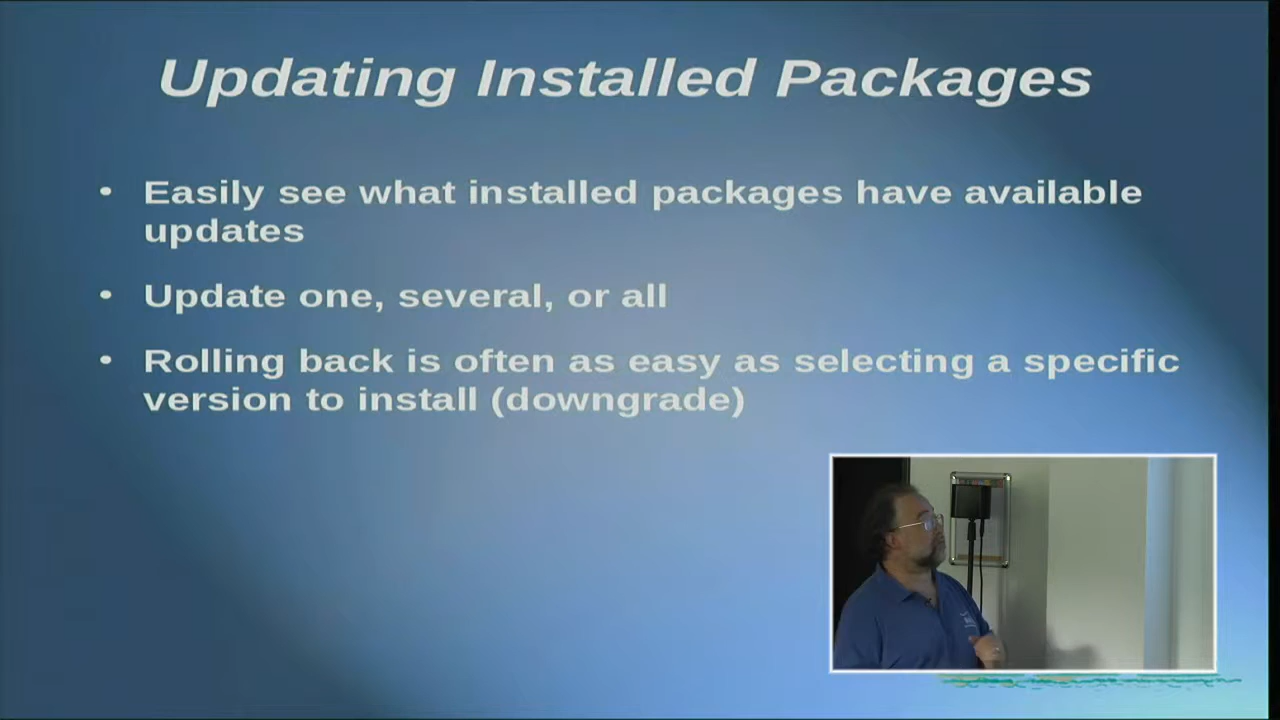 Updating Installed Packages
• Easily see what installed packages have available
updates
• Update one, several, or all
• Rolling back is often as easy as selecting a specific
version to install (downgrade)